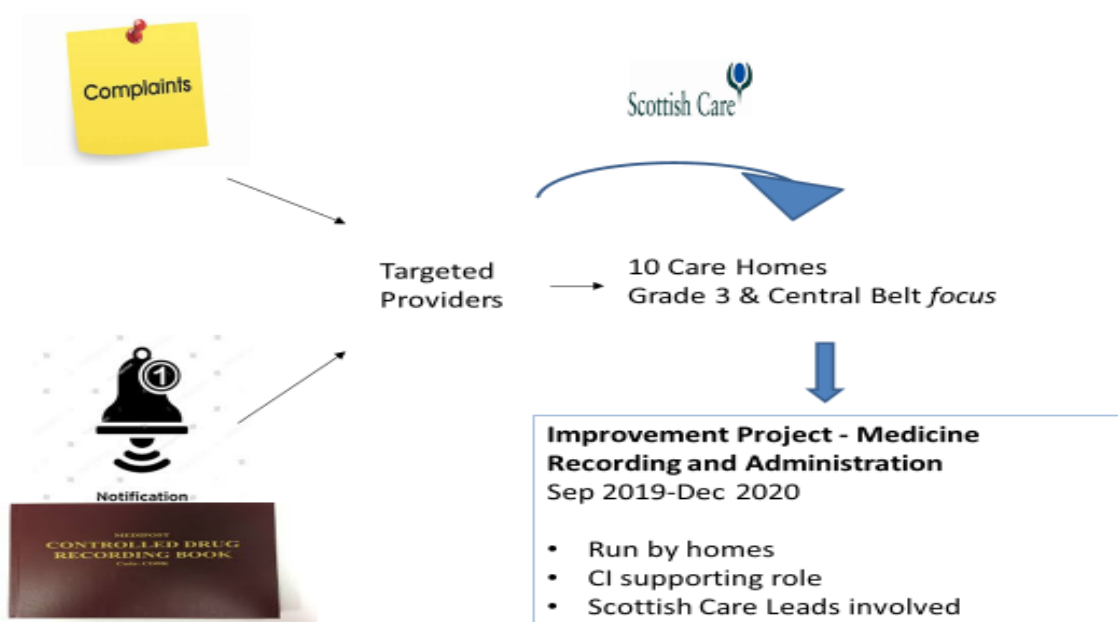 Complaints
Scottish Care
Targeted
Providers
10 Care Homes
Grade 3 & Central Belt focus
1
Notification
MEDIPOST
CONTROLLED DRUG
RECORDING BOOK
Improvement Project - Medicine
Recording and Administration
Sep 2019-Dec 2020
• Run by homes
• CI supporting role
• Scottish Care Leads involved